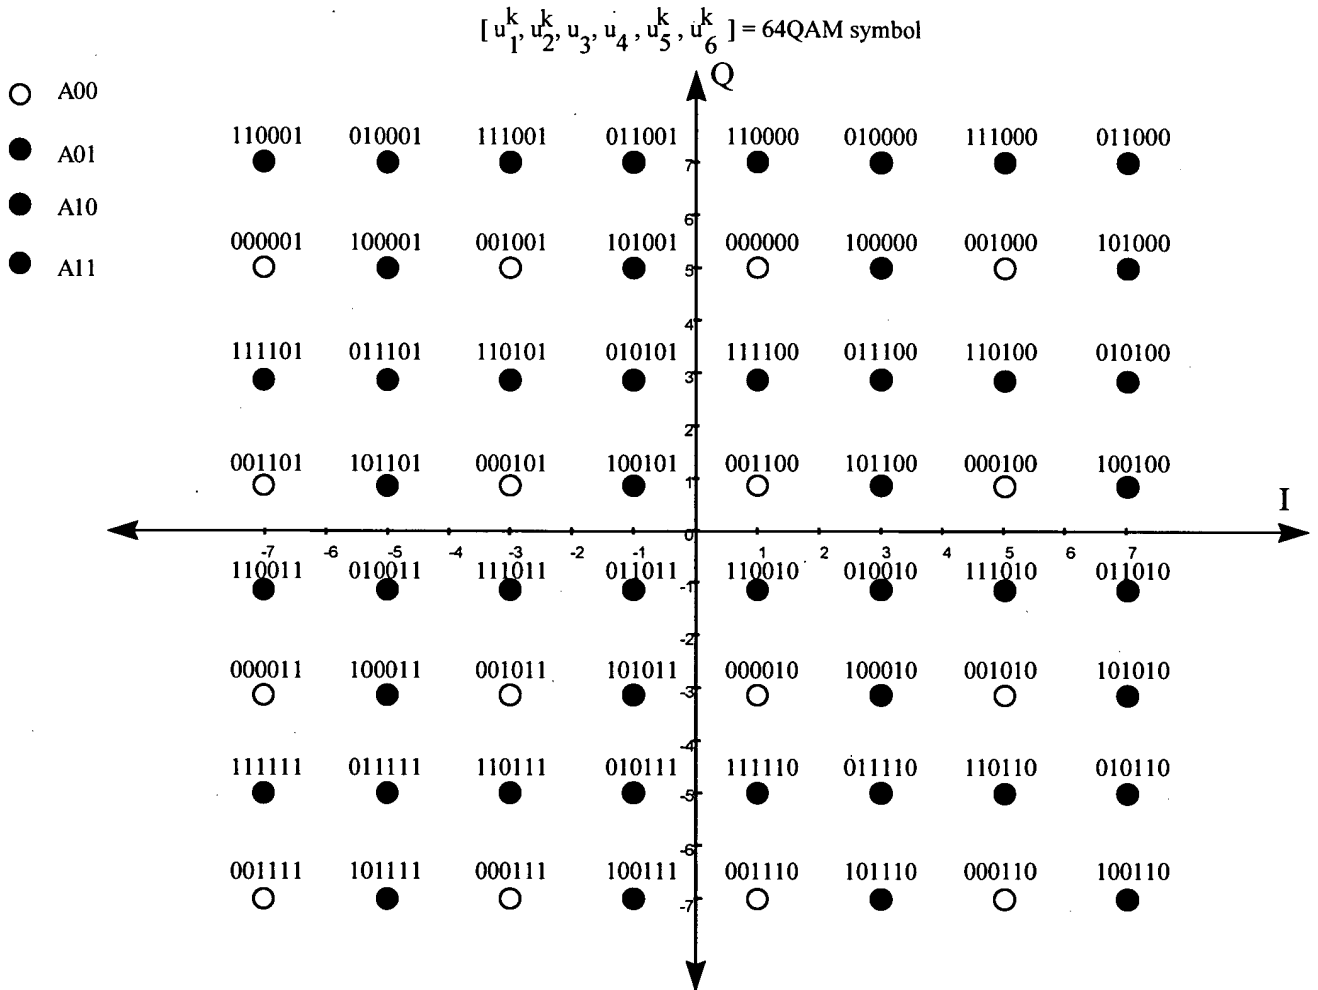 [ u₁ᵏ, u₂ᵏ, u₃, u₄, u₅ᵏ, u₆ᵏ ] = 64QAM symbol
Q
A00
A01
A10
A11
110001 010001 111001 011001 110000 010000 111000 011000
7
6
000001 100001 001001 101001 000000 100000 001000 101000
5
4
111101 011101 110101 010101 111100 011100 110100 010100
3
2
001101 101101 000101 100101 001100 101100 000100 100100
1
I
0
-7 -6 -5 -4 -3 -2 -1 1 2 3 4 5 6 7
110011 010011 111011 011011 110010 010010 111010 011010
-1
-2
000011 100011 001011 101011 000010 100010 001010 101010
-3
-4
111111 011111 110111 010111 111110 011110 110110 010110
-5
-6
001111 101111 000111 100111 001110 101110 000110 100110
-7